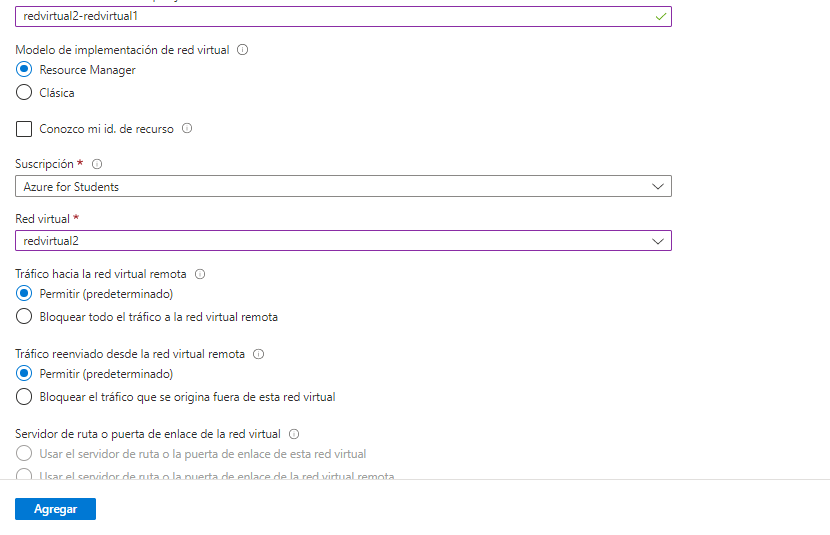 redvirtual2-redvirtual1
Modelo de implementación de red virtual
Resource Manager
Clásica
Conozco mi id. de recurso
Suscripción *
Azure for Students
Red virtual *
redvirtual2
Tráfico hacia la red virtual remota
Permitir (predeterminado)
Bloquear todo el tráfico a la red virtual remota
Tráfico reenviado desde la red virtual remota
Permitir (predeterminado)
Bloquear el tráfico que se origina fuera de esta red virtual
Servidor de ruta o puerta de enlace de la red virtual
Usar el servidor de ruta o la puerta de enlace de esta red virtual
Usar el servidor de ruta o la puerta de enlace de la red virtual remota
Agregar